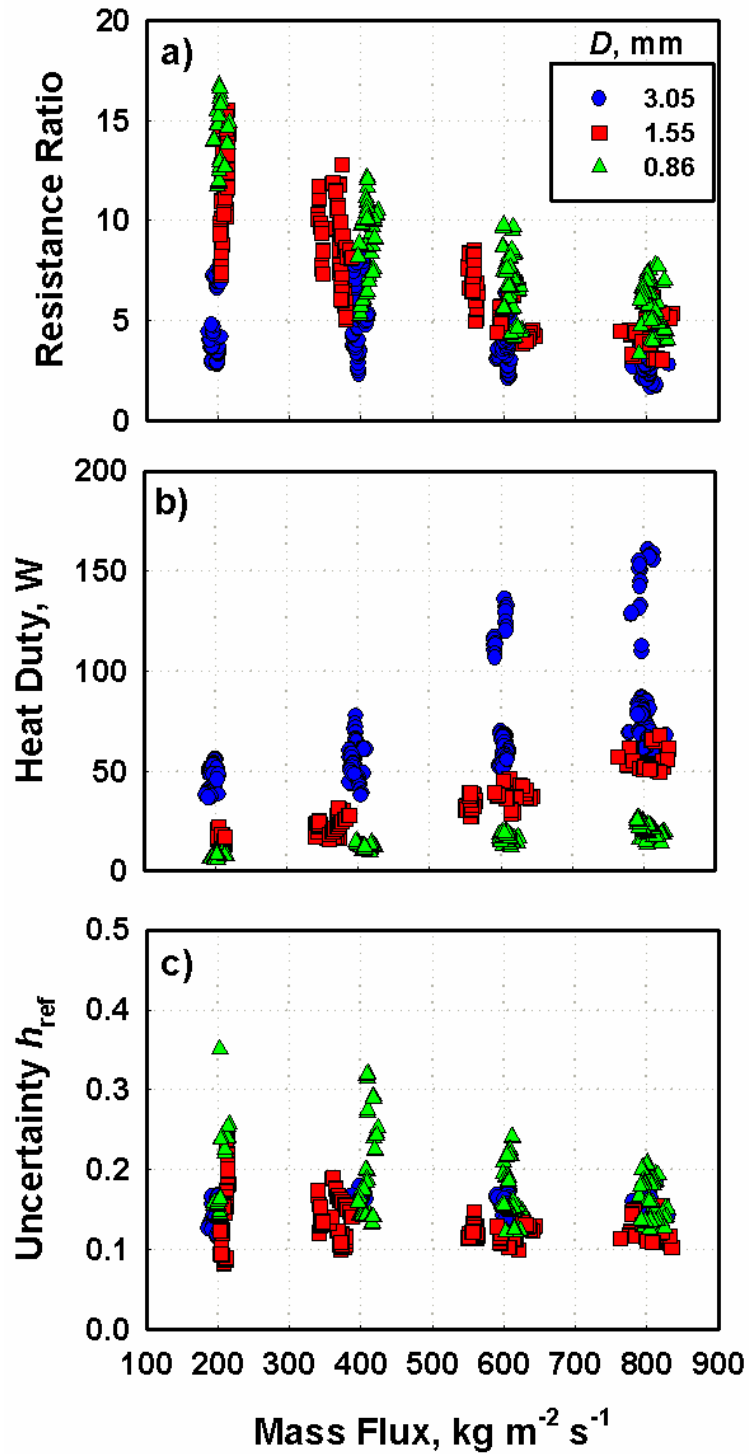 20
15
10
5
0
Resistance Ratio
a)
D, mm
3.05
1.55
0.86
200
150
100
50
0
Heat Duty, W
b)
0.5
0.4
0.3
0.2
0.1
0.0
Uncertainty h_ref
c)
100 200 300 400 500 600 700 800 900
Mass Flux, kg m⁻² s⁻¹